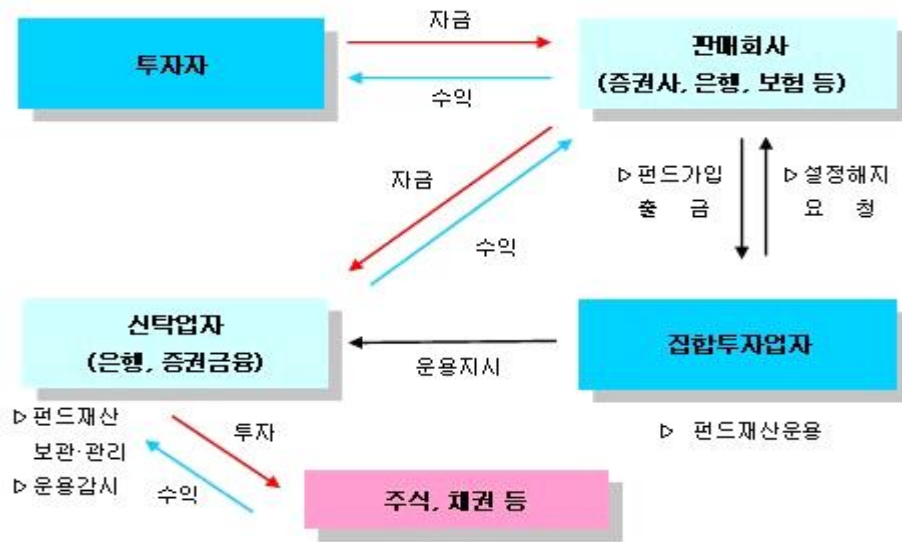 자금
투자자
판매회사
(증권사, 은행, 보험 등)
수익
자금
▷펀드가입
출 금
▷설정해지
요 청
수익
신탁업자
(은행, 증권금융)
운용지시
집합투자업자
▷펀드재산
보관·관리
▷운용감시
투자
수익
▷ 펀드재산운용
주식, 채권 등